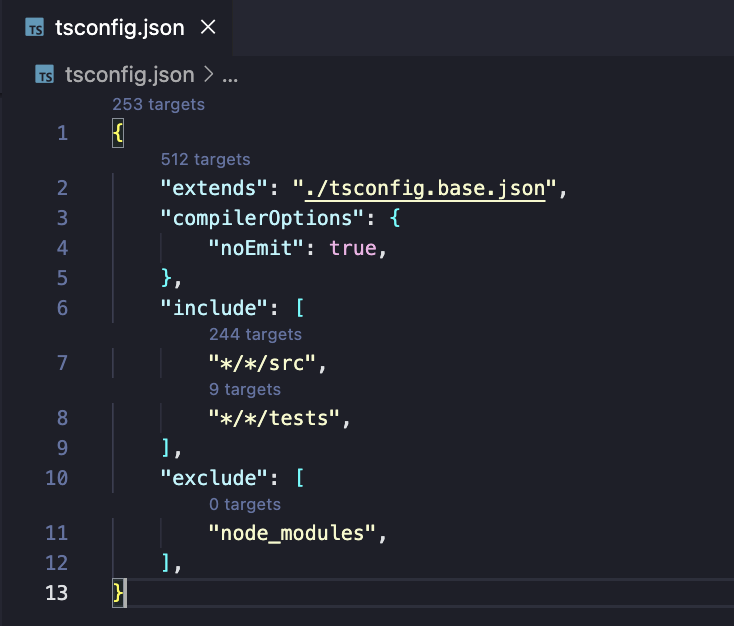 TS tsconfig.json ×
TS tsconfig.json > ...
253 targets
1 {
512 targets
2 "extends": "./tsconfig.base.json",
3 "compilerOptions": {
4 "noEmit": true,
5 },
6 "include": [
244 targets
7 "*/*/src",
9 targets
8 "*/*/tests",
9 ],
10 "exclude": [
0 targets
11 "node_modules",
12 ],
13 }